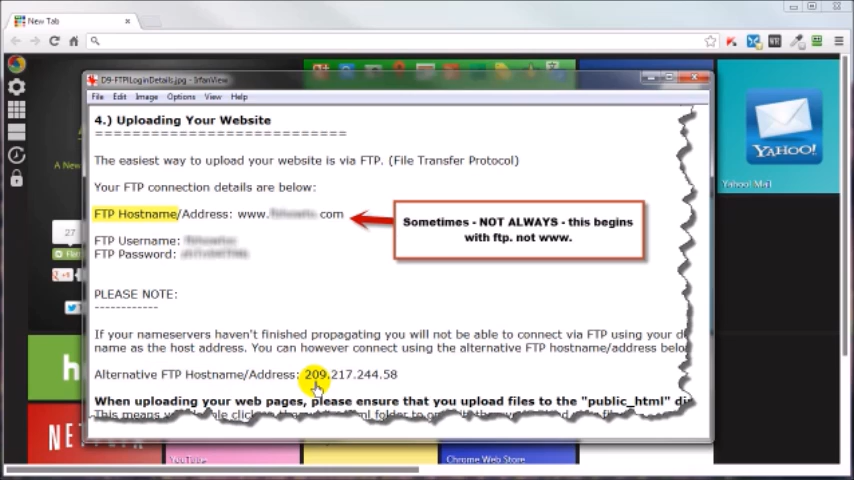 New Tab
D9-FTPLoginDetails.jpg - IrfanView
File Edit Image Options View Help
4.) Uploading Your Website
===========================
The easiest way to upload your website is via FTP. (File Transfer Protocol)
Your FTP connection details are below:
FTP Hostname/Address: www. .com
Sometimes - NOT ALWAYS - this begins
with ftp. not www.
FTP Username:
FTP Password:
PLEASE NOTE:
------------
If your nameservers haven't finished propagating you will not be able to connect via FTP using your
name as the host address. You can however connect using the alternative FTP hostname/address
Alternative FTP Hostname/Address: 209.217.244.58
When uploading your web pages, please ensure that you upload files to the "public_html"
This means
A New
27
+1
YAHOO!
Yahoo! Mail
YouTube
Chrome Web Store